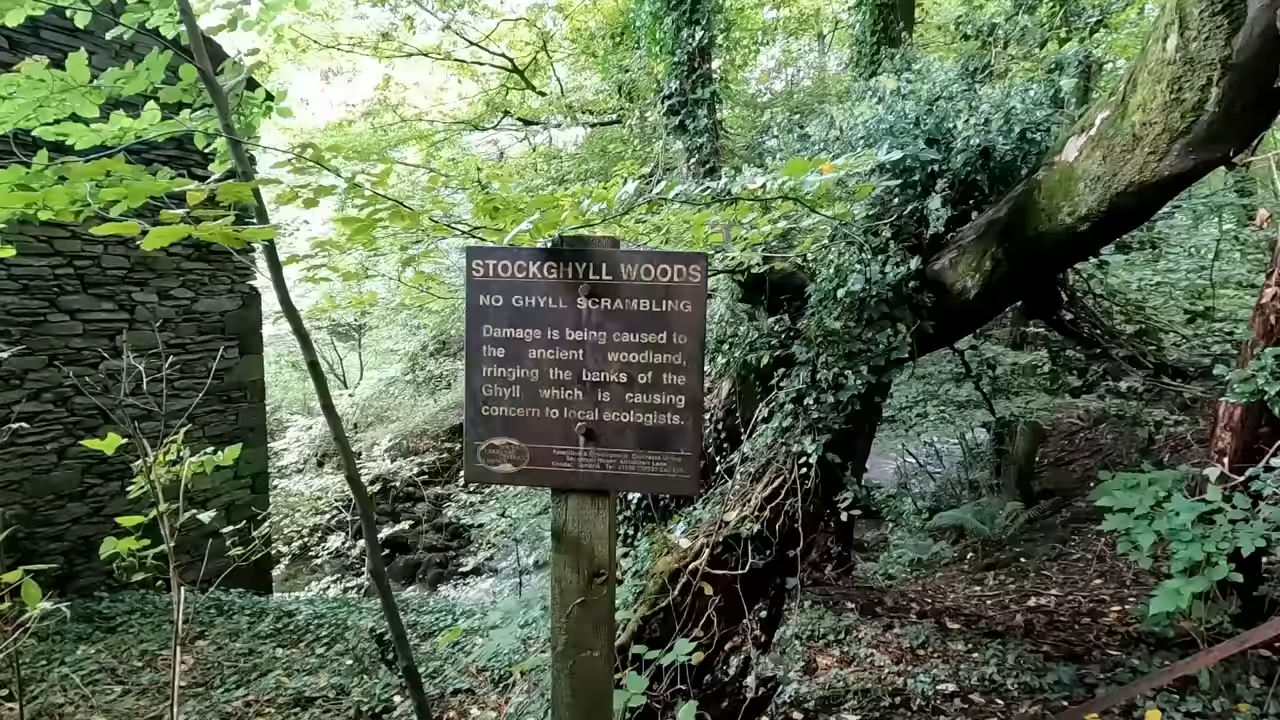 STOCKGHYLL WOODS
NO GHYLL SCRAMBLING
Damage is being caused to
the ancient woodland,
fringing the banks of the
Ghyll which is causing
concern to local ecologists.